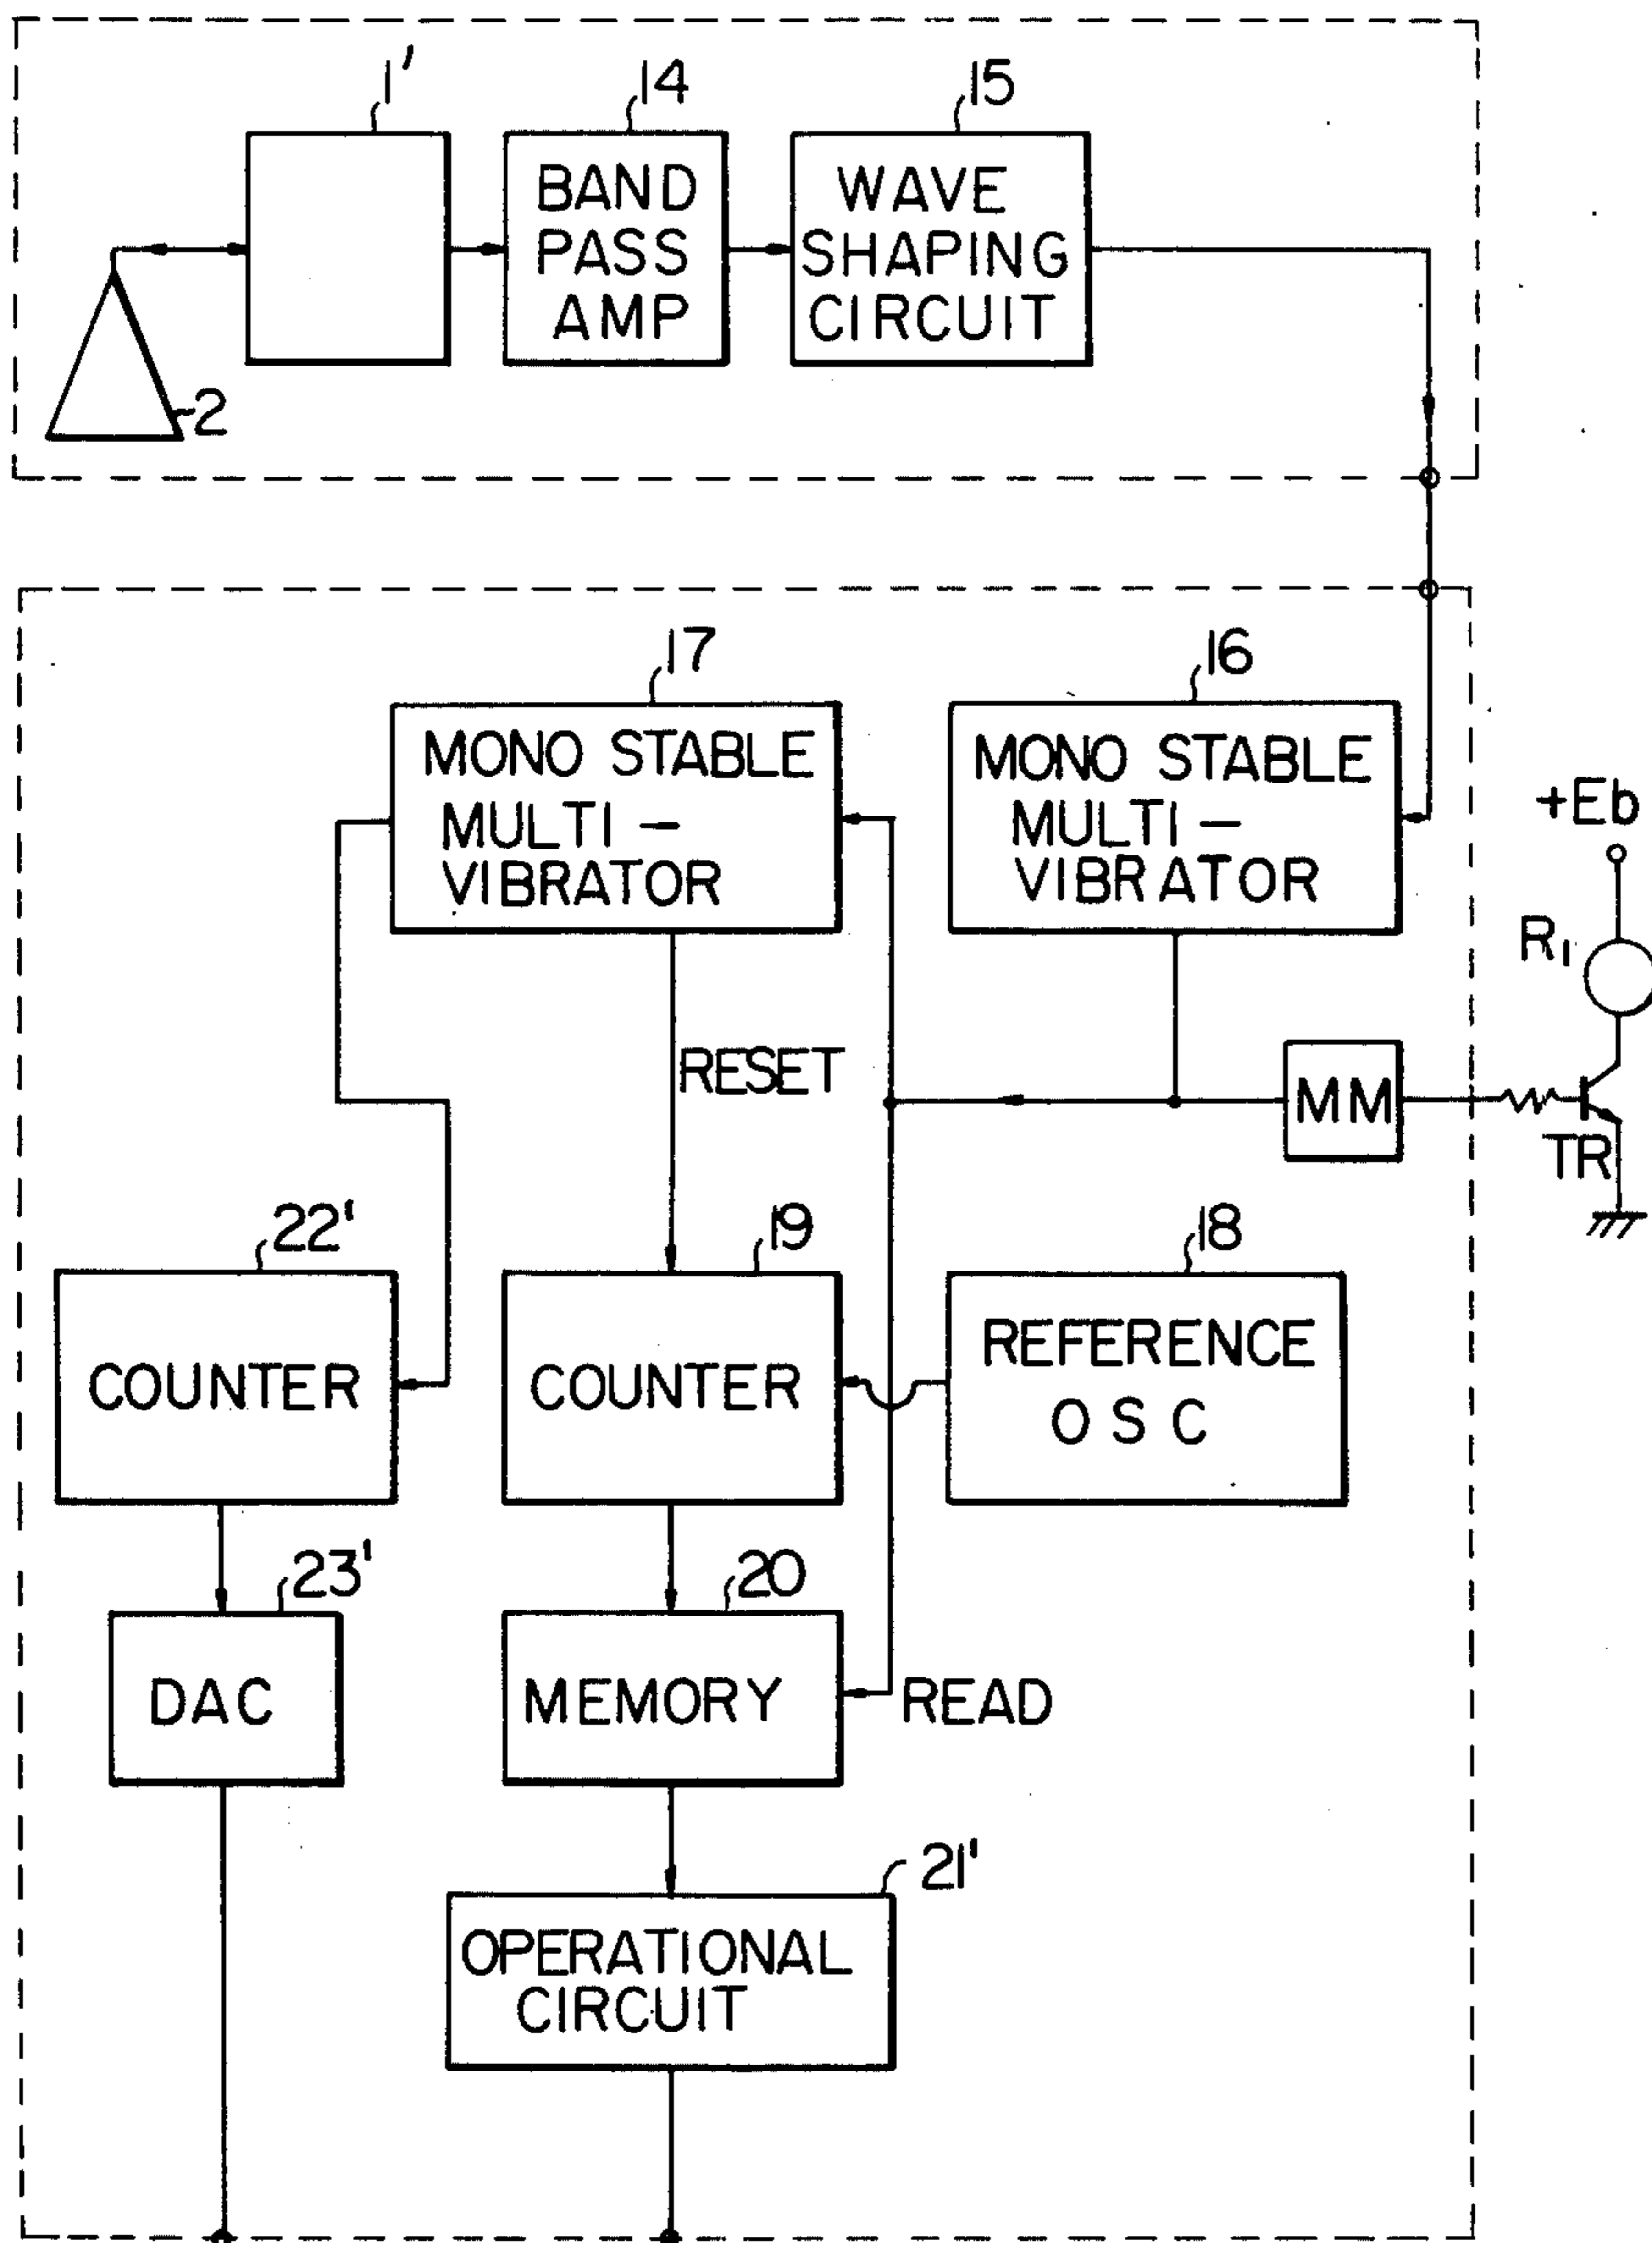 1'
14
15
BAND
PASS
AMP
WAVE
SHAPING
CIRCUIT
2
17
16
MONO STABLE
MULTI -
VIBRATOR
MONO STABLE
MULTI -
VIBRATOR
+Eb
R1
RESET
MM
TR
22'
19
18
COUNTER
COUNTER
REFERENCE
OSC
23'
20
DAC
MEMORY
READ
21'
OPERATIONAL
CIRCUIT